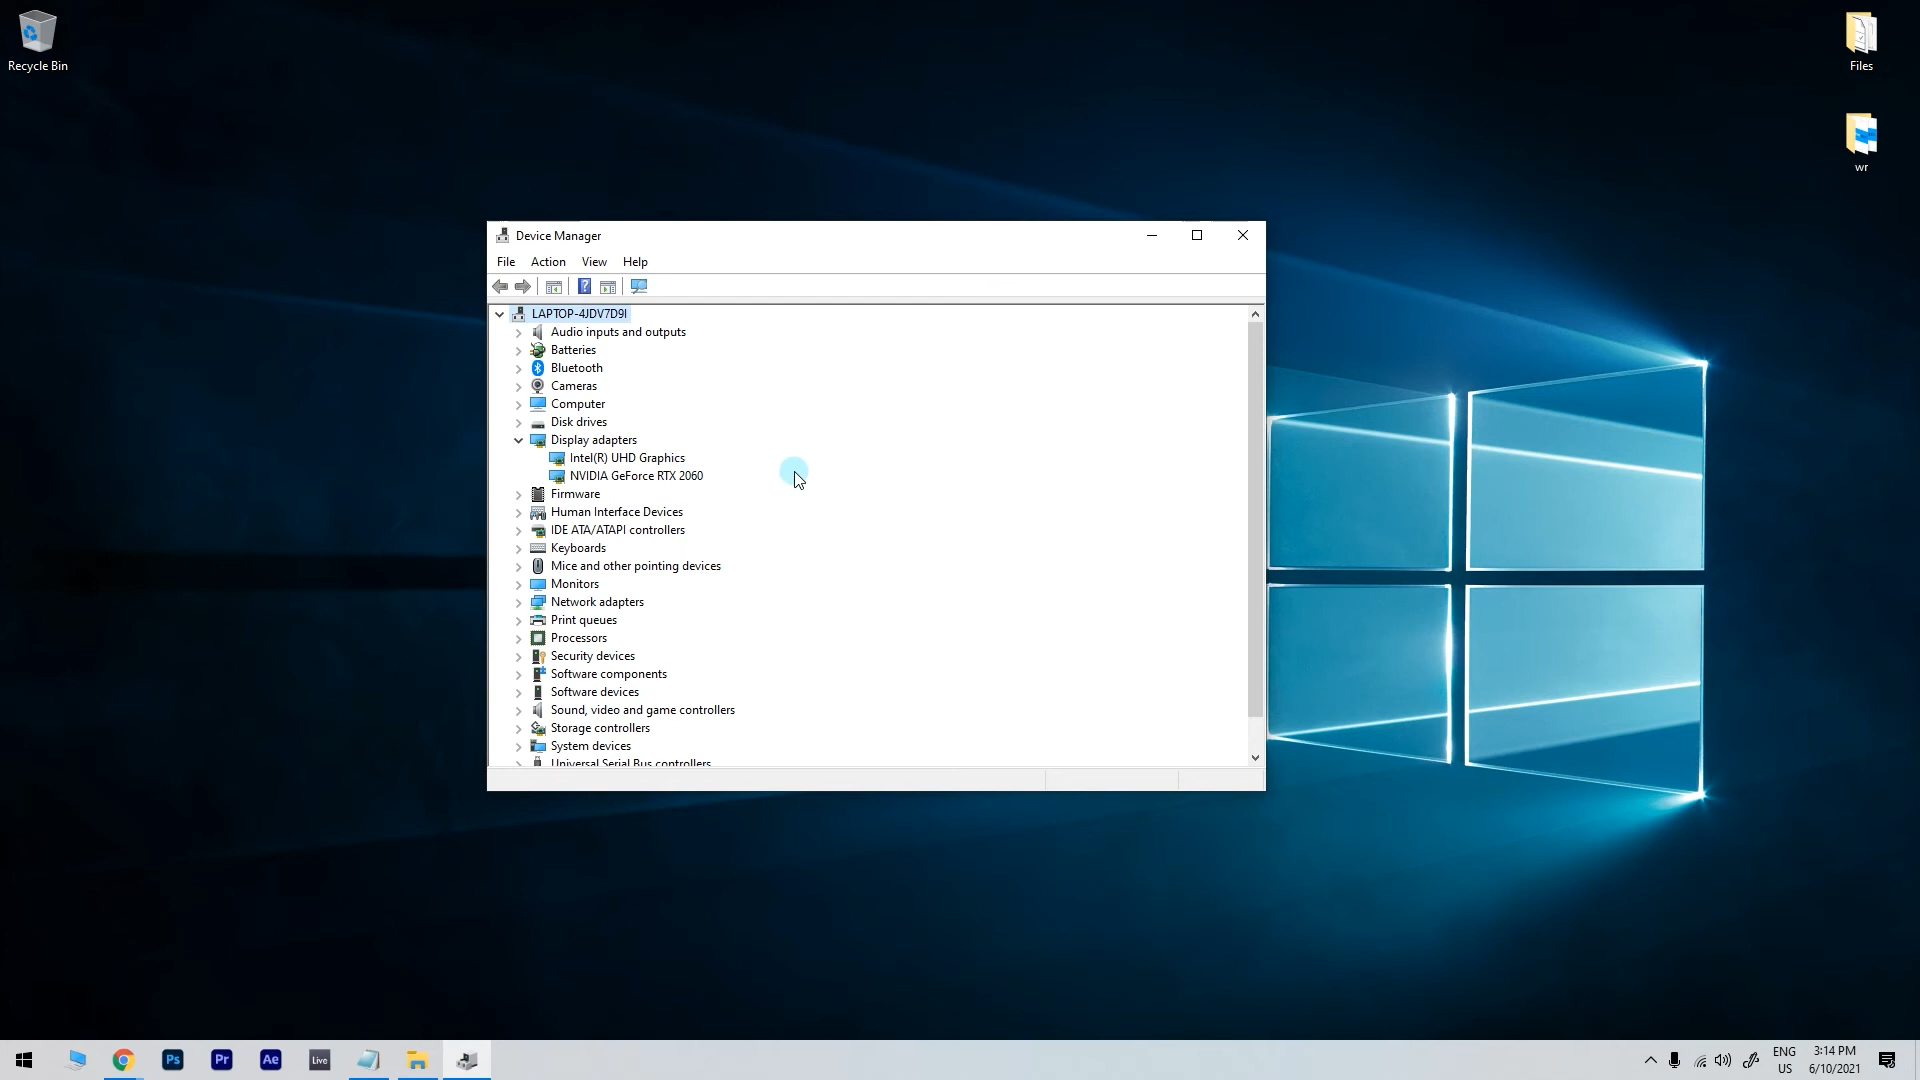 Recycle Bin
Files
wr
Device Manager
File Action View Help
?
LAPTOP-4JDV7D9I
Audio inputs and outputs
Batteries
Bluetooth
Cameras
Computer
Disk drives
Display adapters
Intel(R) UHD Graphics
NVIDIA GeForce RTX 2060
Firmware
Human Interface Devices
IDE ATA/ATAPI controllers
Keyboards
Mice and other pointing devices
Monitors
Network adapters
Print queues
Processors
Security devices
Software components
Software devices
Sound, video and game controllers
Storage controllers
System devices
Universal Serial Bus controllers
Ps
Pr
Ae
Live
ENG
US
3:14 PM
6/10/2021